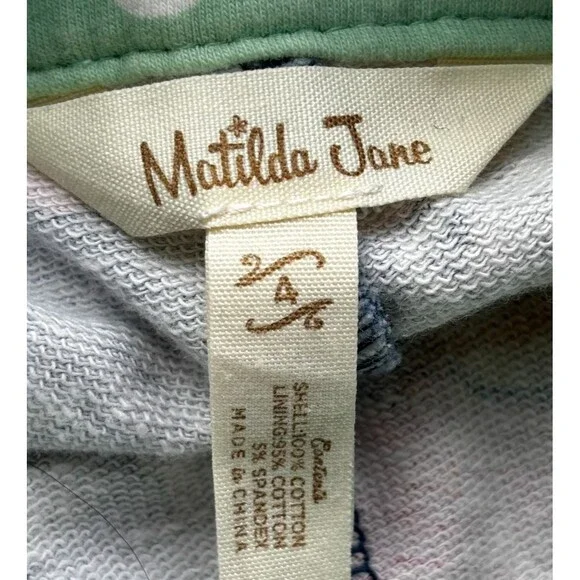 Matilda Jane
4
Contents
SHELL:100% COTTON
LINING:95% COTTON
5% SPANDEX
MADE in CHINA